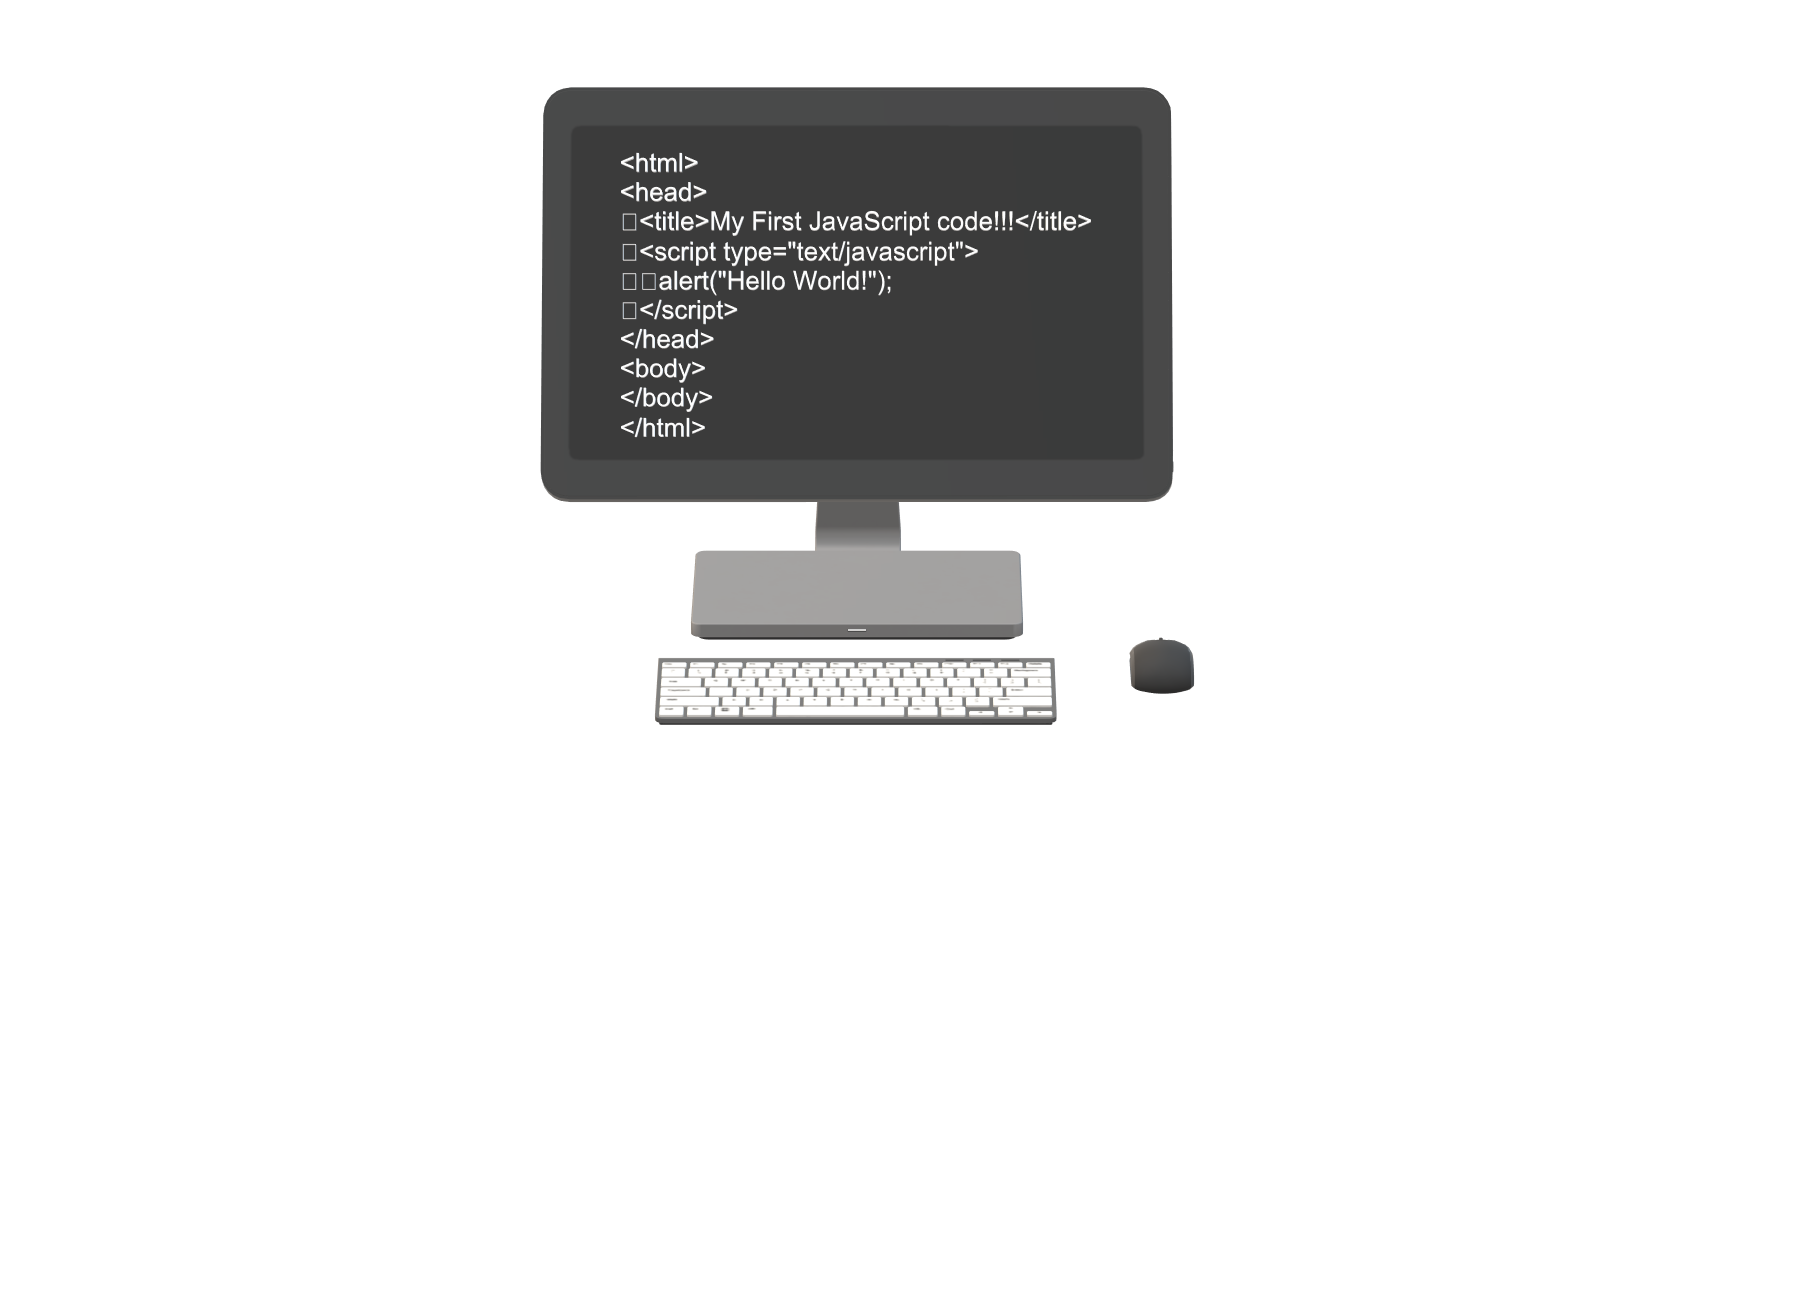 <html>
<head>
□<title>My First JavaScript code!!!</title>
□<script type="text/javascript">
□□alert("Hello World!");
□</script>
</head>
<body>
</body>
</html>